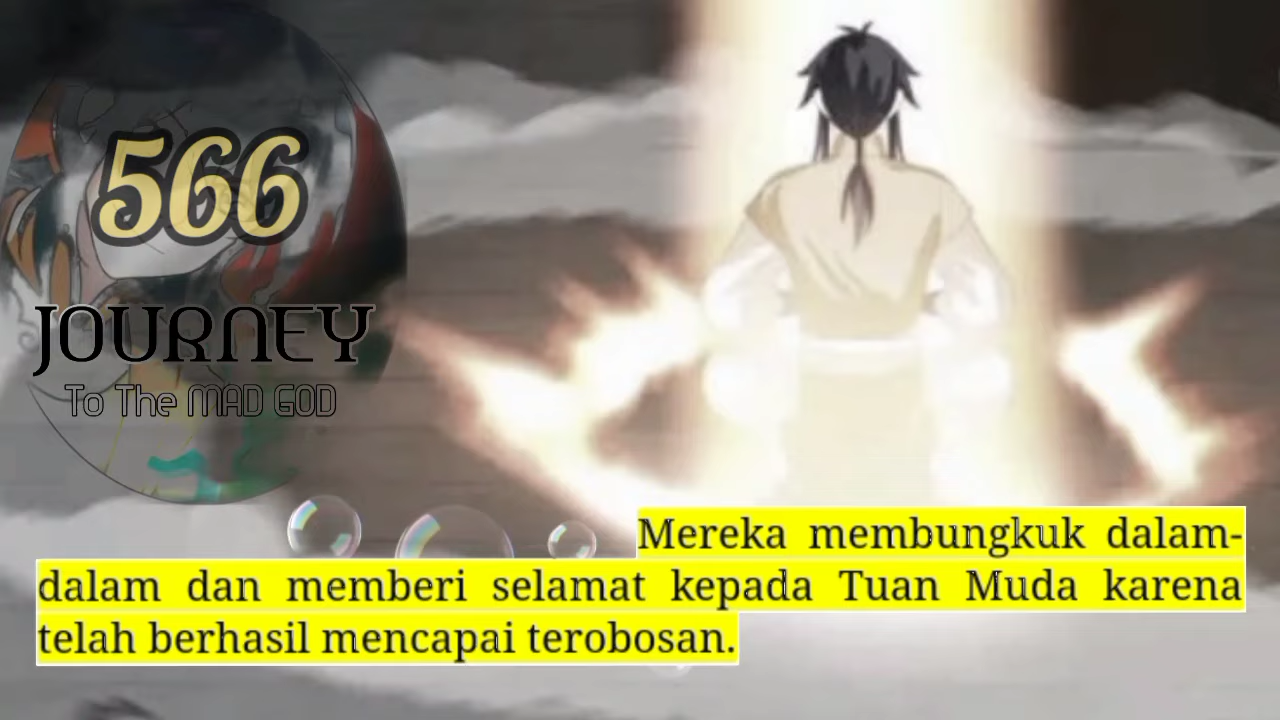 566
JOURNEY
To The MAD GOD
Mereka membungkuk dalam-
dalam dan memberi selamat kepada Tuan Muda karena
telah berhasil mencapai terobosan.